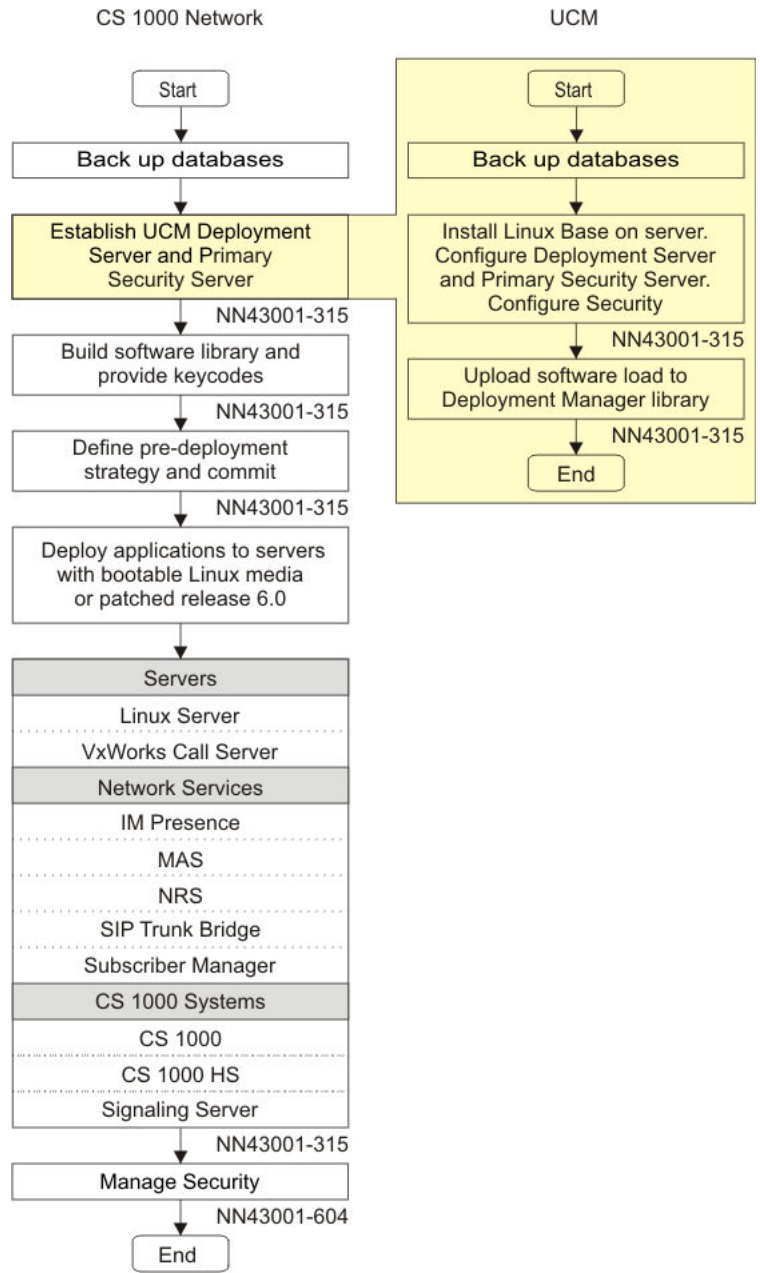 CS 1000 Network
Start
Back up databases
Establish UCM Deployment
Server and Primary
Security Server
NN43001-315
Build software library and
provide keycodes
NN43001-315
Define pre-deployment
strategy and commit
NN43001-315
Deploy applications to servers
with bootable Linux media
or patched release 6.0
Servers
Linux Server
VxWorks Call Server
Network Services
IM Presence
MAS
NRS
SIP Trunk Bridge
Subscriber Manager
CS 1000 Systems
CS 1000
CS 1000 HS
Signaling Server
NN43001-315
Manage Security
NN43001-604
End
UCM
Start
Back up databases
Install Linux Base on server.
Configure Deployment Server
and Primary Security Server.
Configure Security
NN43001-315
Upload software load to
Deployment Manager library
NN43001-315
End